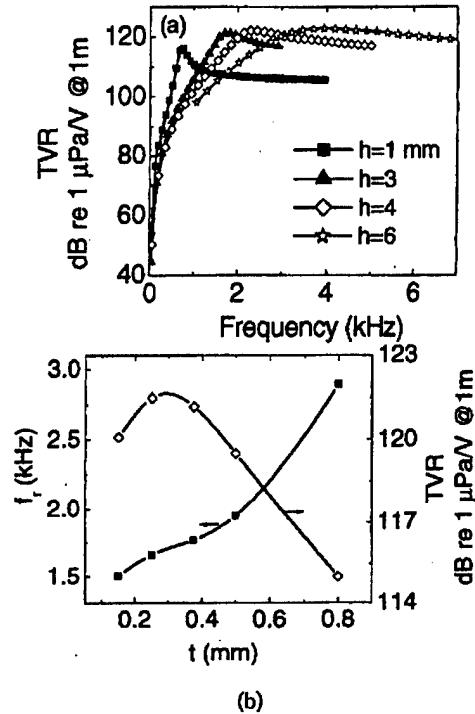 (a)
120
100
80
60
40
TVR
dB re 1 μPa/V @1m
h=1 mm
h=3
h=4
h=6
0
2
4
6
Frequency (kHz)
3.0
2.5
2.0
1.5
fr (kHz)
123
120
117
114
TVR
dB re 1 μPa/V @1m
0.2
0.4
0.6
0.8
t (mm)
(b)